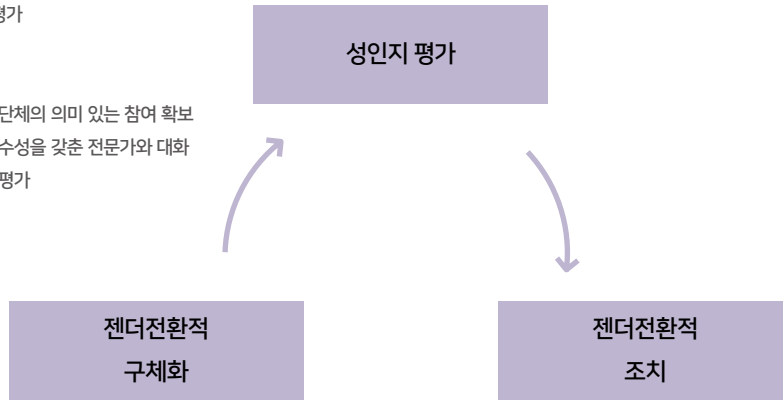 평가
단체의 의미 있는 참여 확보
수성을 갖춘 전문가와 대화
평가
성인지 평가
젠더전환적
구체화
젠더전환적
조치